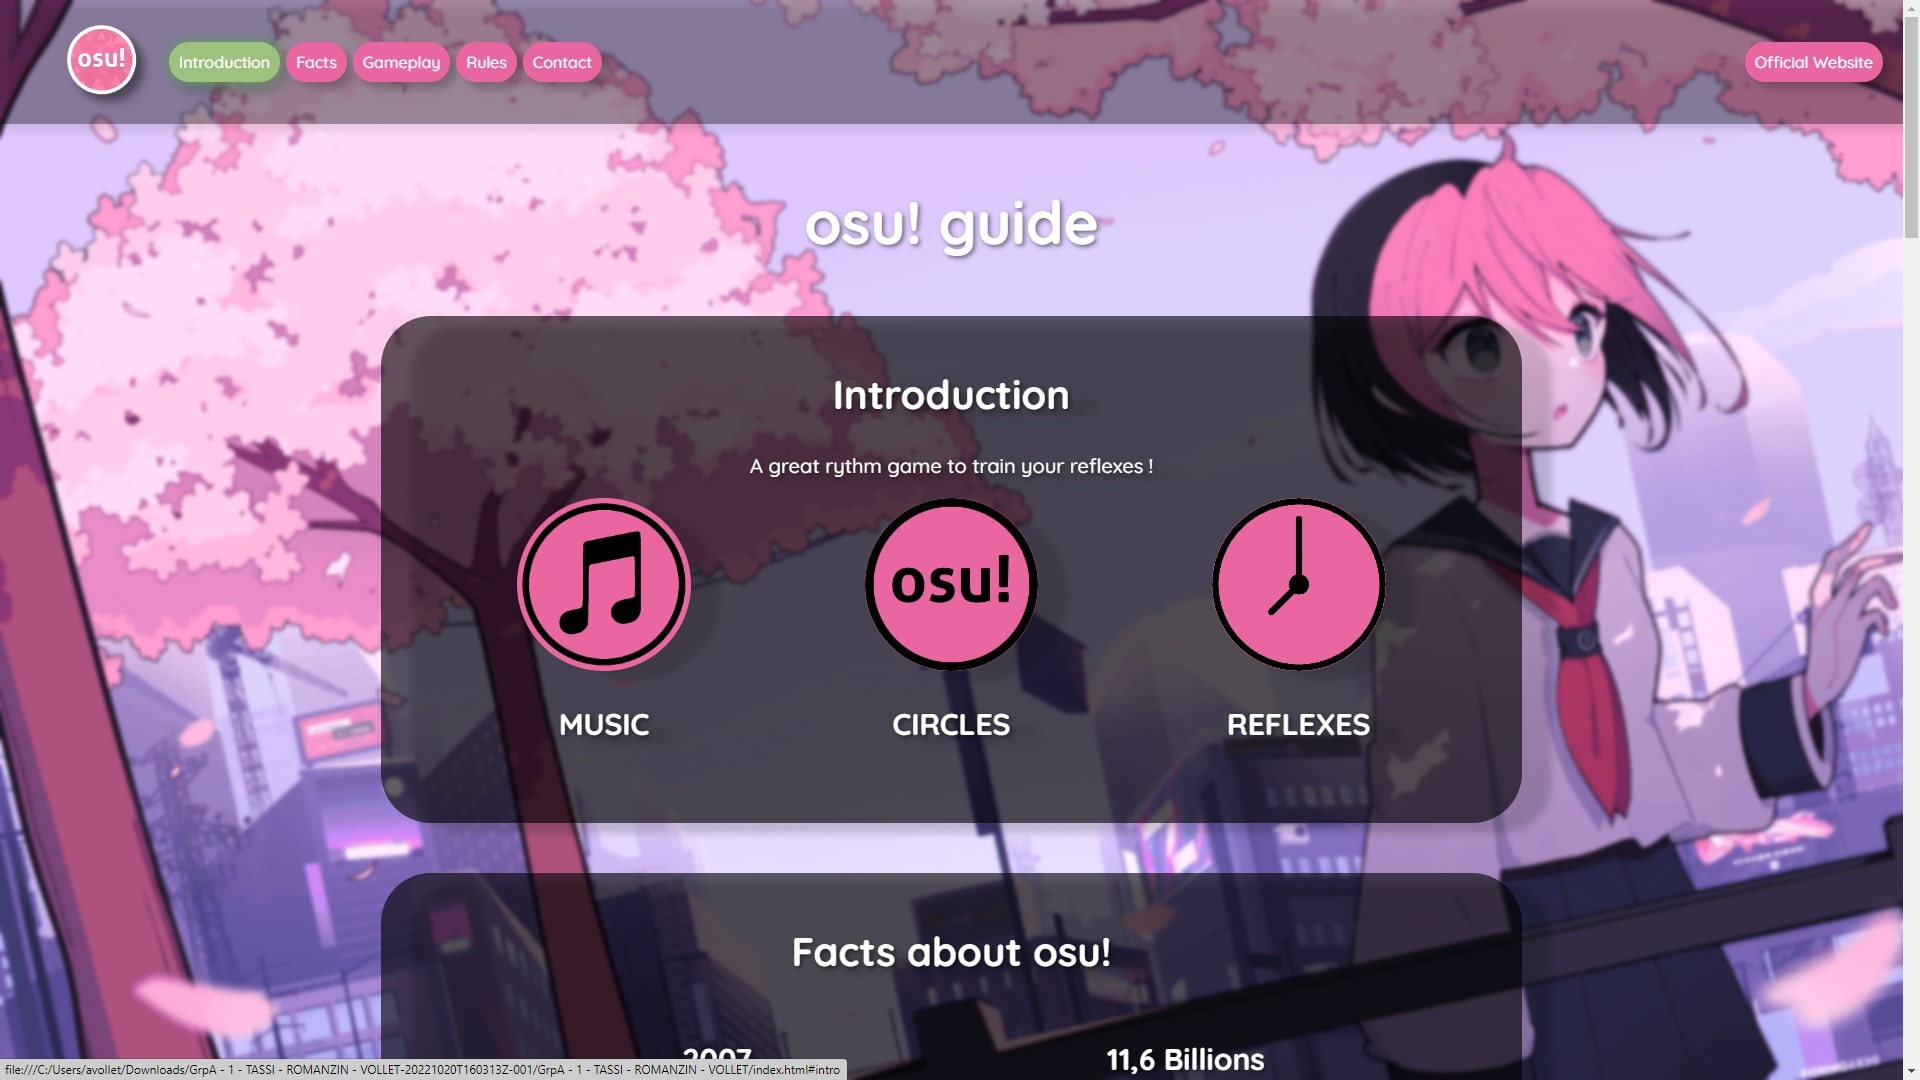 osu!
Introduction
Facts
Gameplay
Rules
Contact
Official Website
osu! guide
Introduction
A great rythm game to train your reflexes !
osu!
MUSIC
CIRCLES
REFLEXES
Facts about osu!
2007
11,6 Billions
file:///C:/Users/avollet/Downloads/GrpA - 1 - TASSI - ROMANZIN - VOLLET-20221020T160313Z-001/GrpA - 1 - TASSI - ROMANZIN - VOLLET/index.html#intro